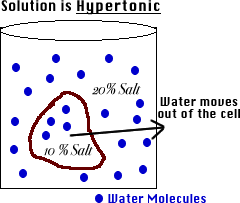 Solution is Hypertonic
20% Salt
Water moves
out of the cell
10 % Salt
Water Molecules